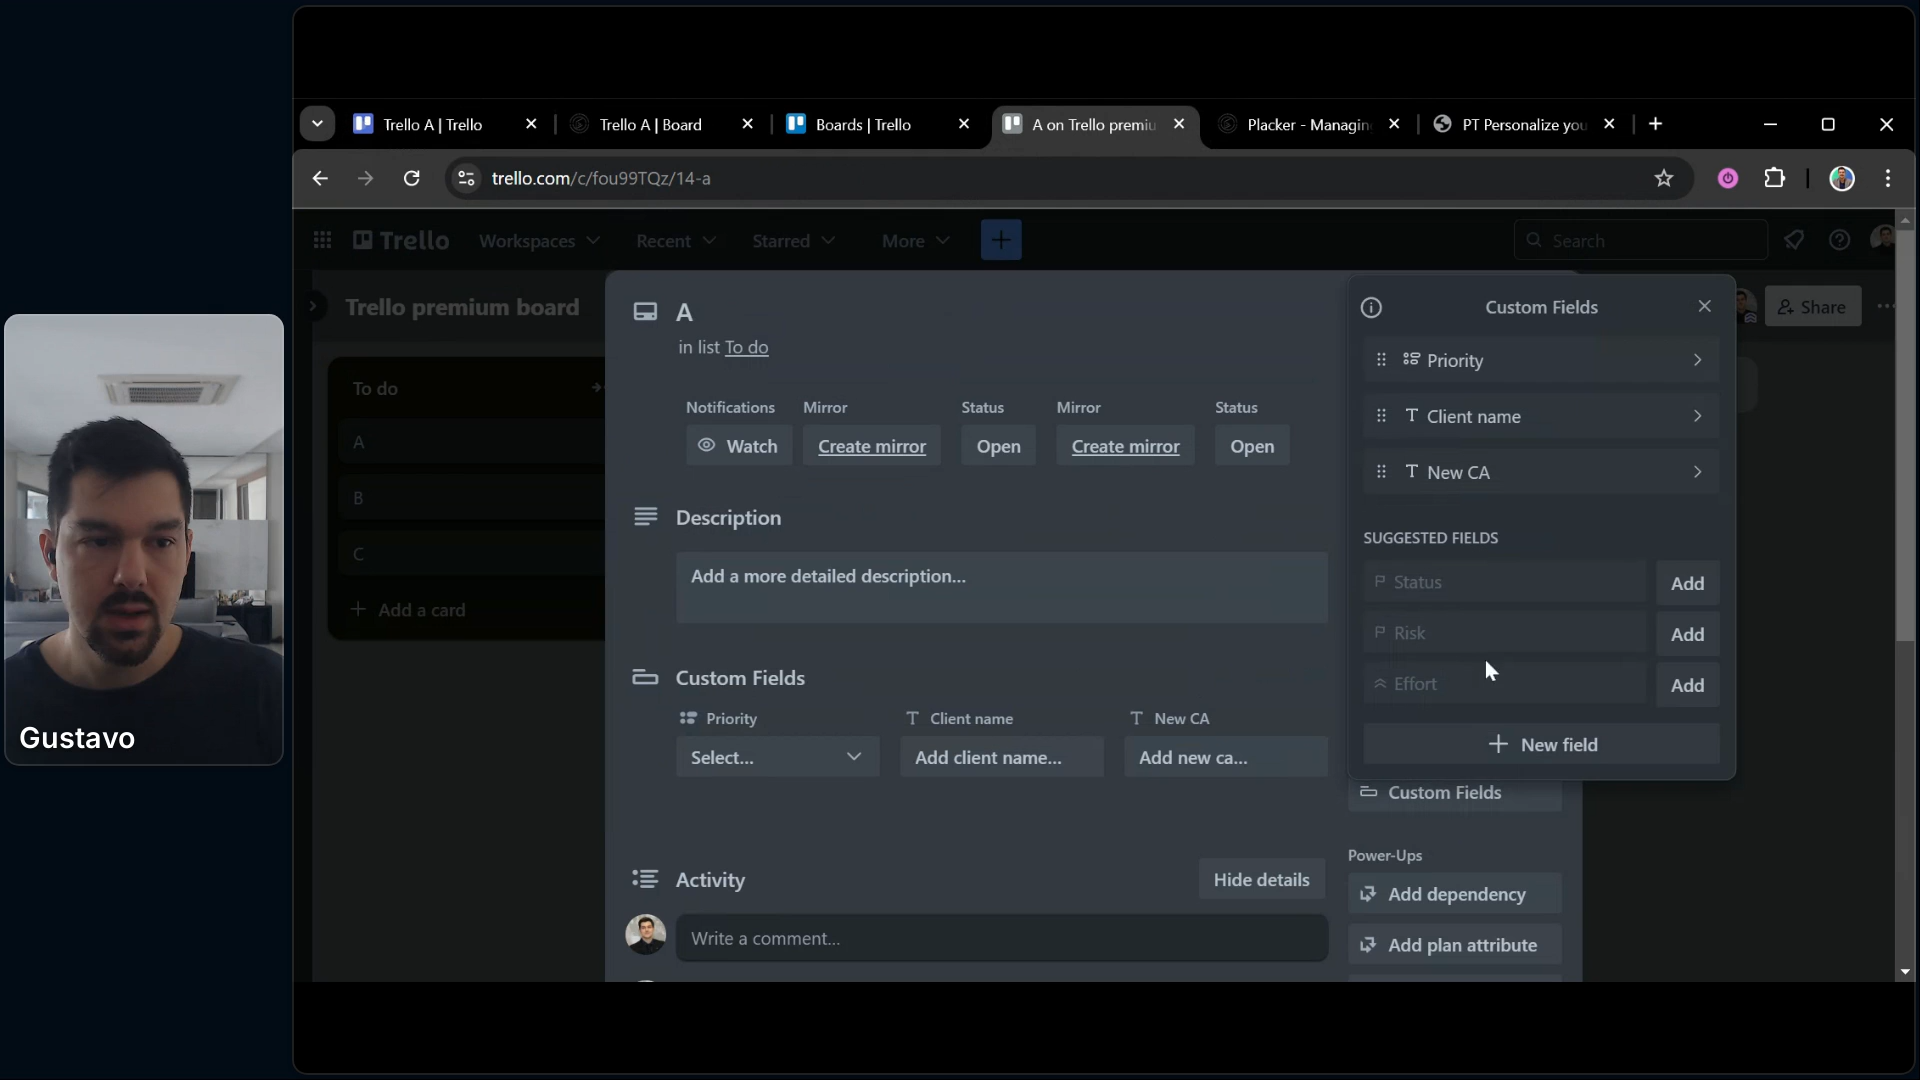 Trello A | Trello
Trello A | Board
Boards | Trello
A on Trello premiu
Placker - Managin
PT Personalize you
trello.com/c/fou99TQz/14-a
Trello
Workspaces
Recent
Starred
More
Search
Trello premium board
Share
To do
A
B
C
Add a card
A
in list To do
Notifications
Mirror
Status
Mirror
Status
Watch
Create mirror
Open
Create mirror
Open
Description
Add a more detailed description...
Custom Fields
Priority
Client name
New CA
Select...
Add client name...
Add new ca...
Activity
Hide details
Write a comment...
Custom Fields
Priority
Client name
New CA
SUGGESTED FIELDS
Status
Add
Risk
Add
Effort
Add
New field
Custom Fields
Power-Ups
Add dependency
Add plan attribute
Gustavo